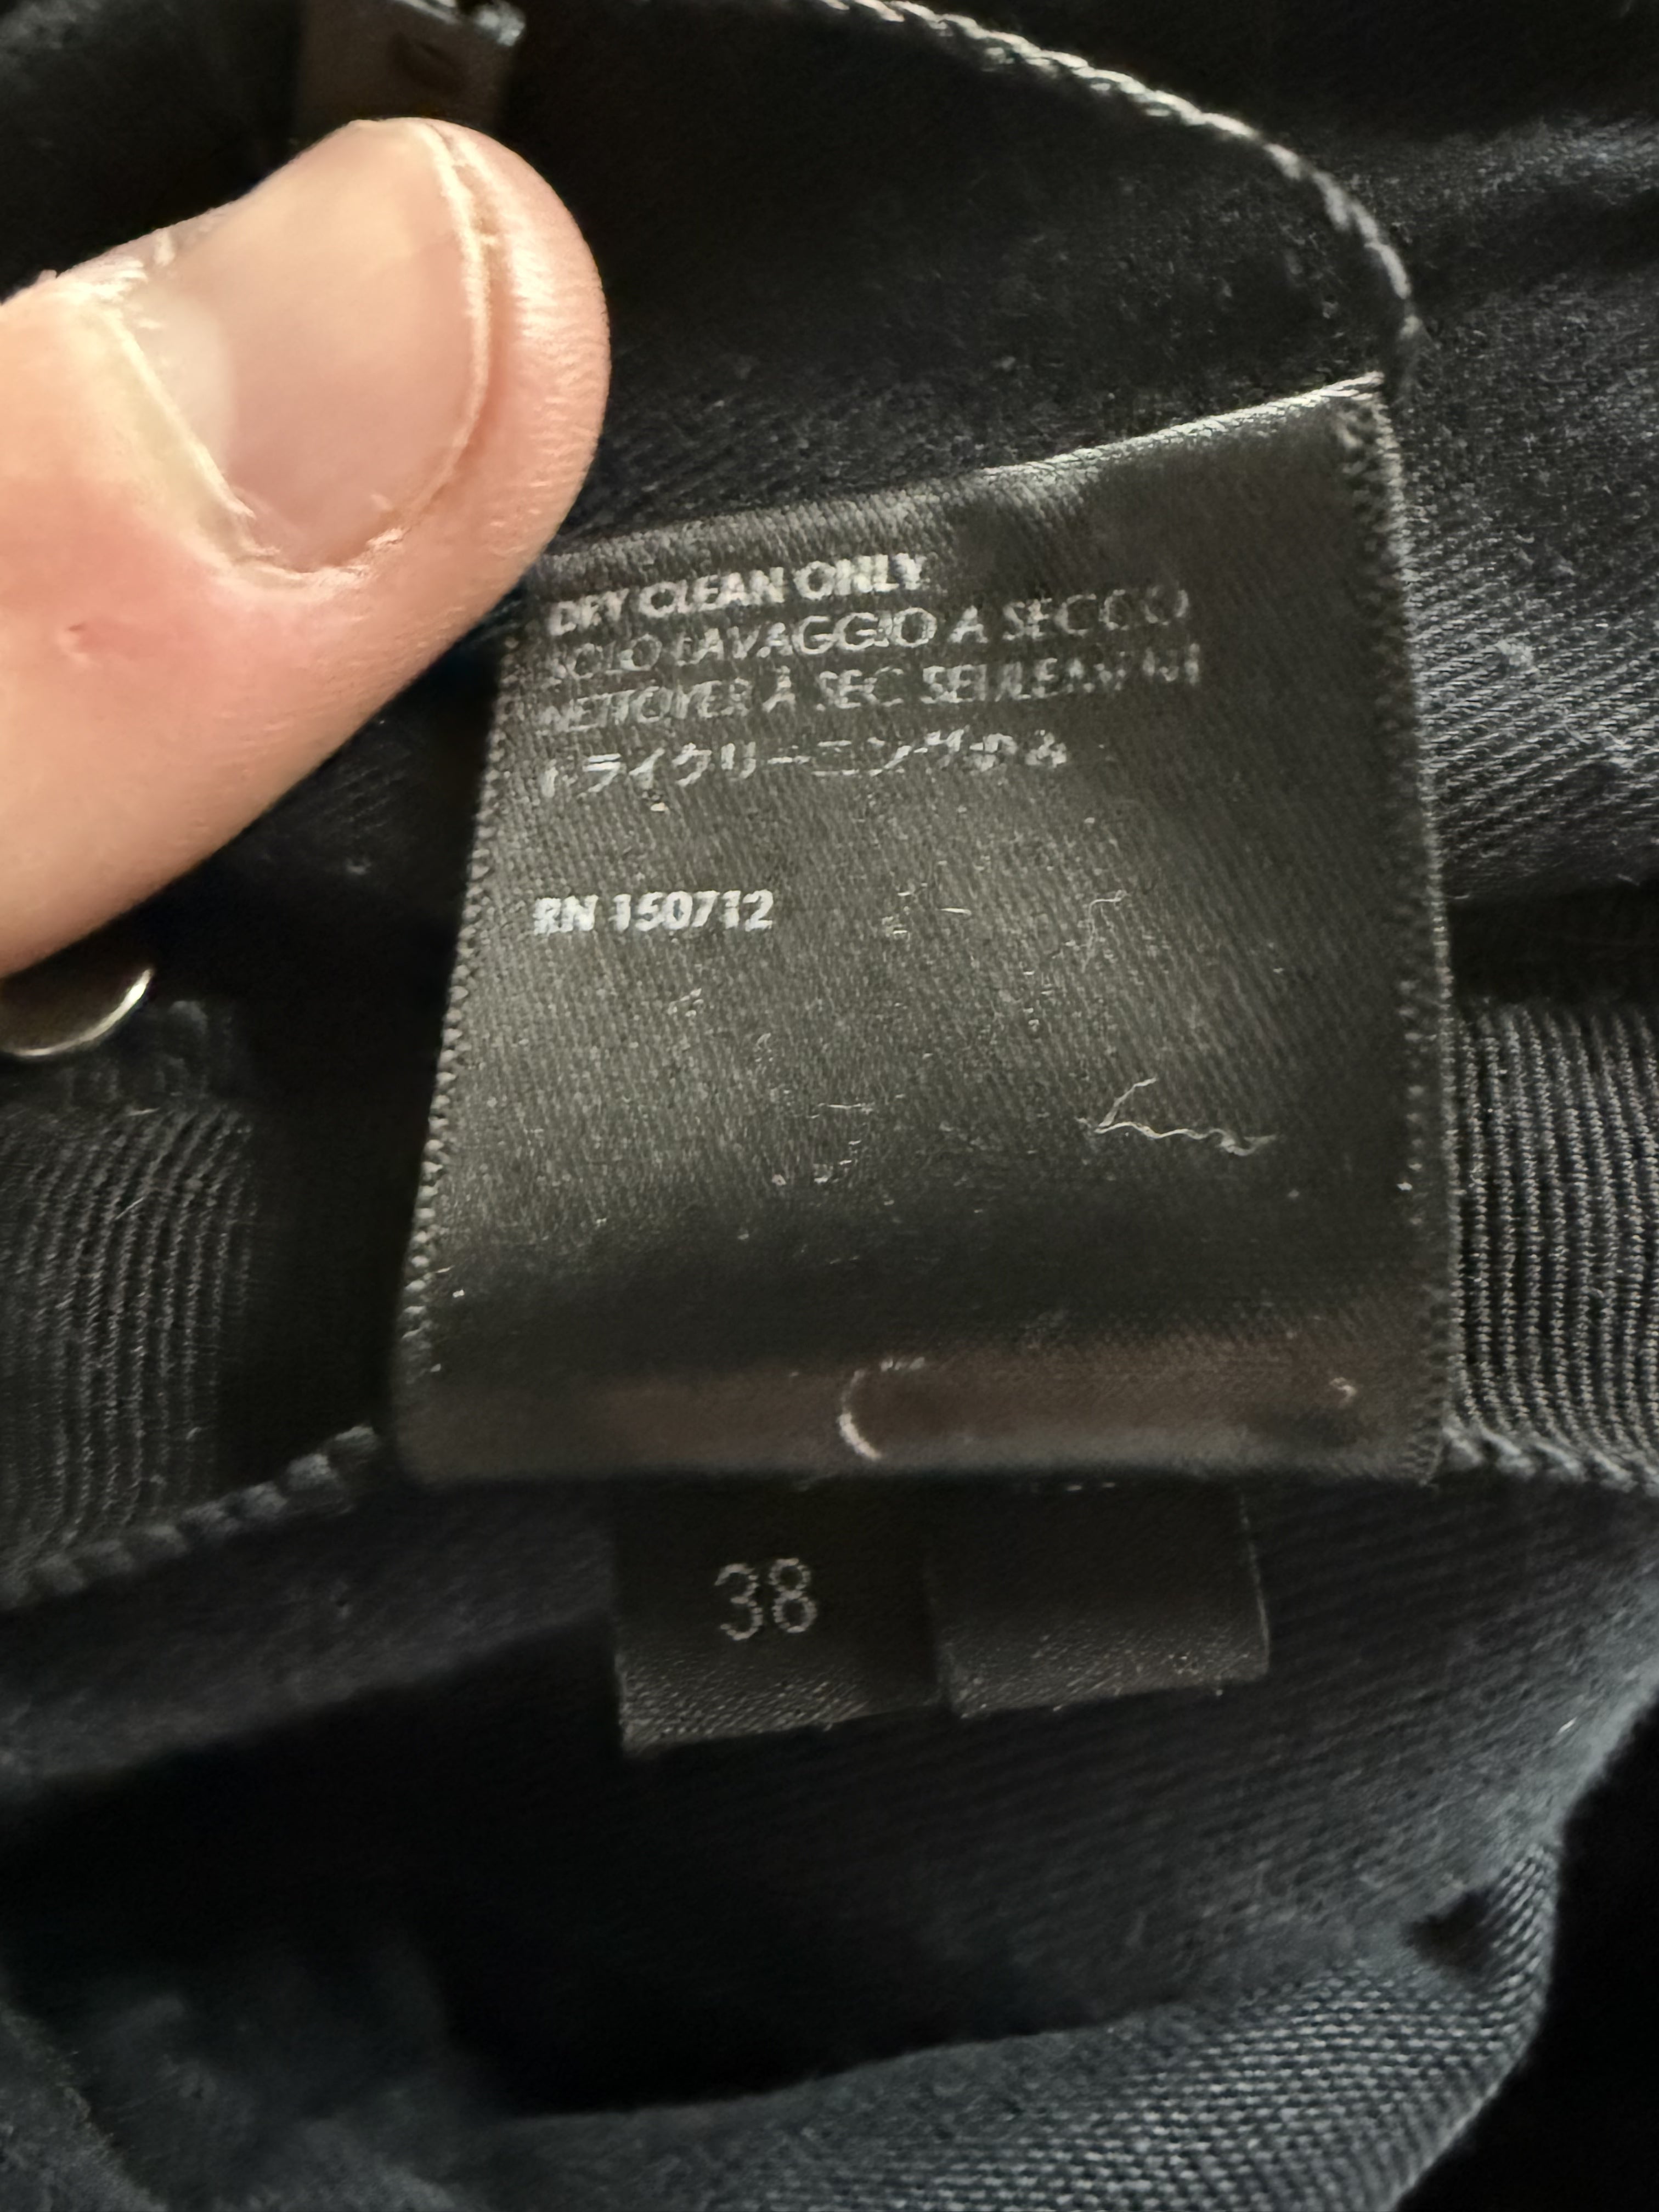 DRY CLEAN ONLY
SOLO LAVAGGIO A SECCO
NETTOYER À SEC SEULEMENT
ドライクリーニングのみ
RN 150712
38